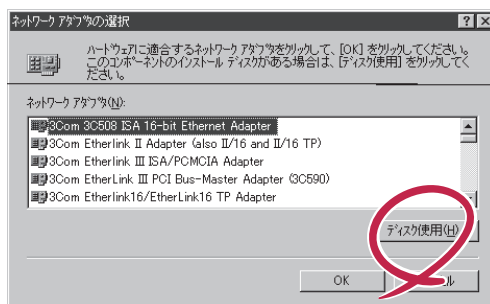 ネットワーク アダプタの選択
ハードウェアに適合するネットワーク アダプタをクリックして、[OK] をクリックしてください。
このコンポーネントのインストール ディスクがある場合は、[ディスク使用] をクリックしてく
ださい。
ネットワーク アダプタ(N):
3Com 3C508 ISA 16-bit Ethernet Adapter
3Com Etherlink II Adapter (also II/16 and II/16 TP)
3Com Etherlink III ISA/PCMCIA Adapter
3Com EtherLink III PCI Bus-Master Adapter (3C590)
3Com Etherlink16/EtherLink16 TP Adapter
ディスク使用(H)
OK